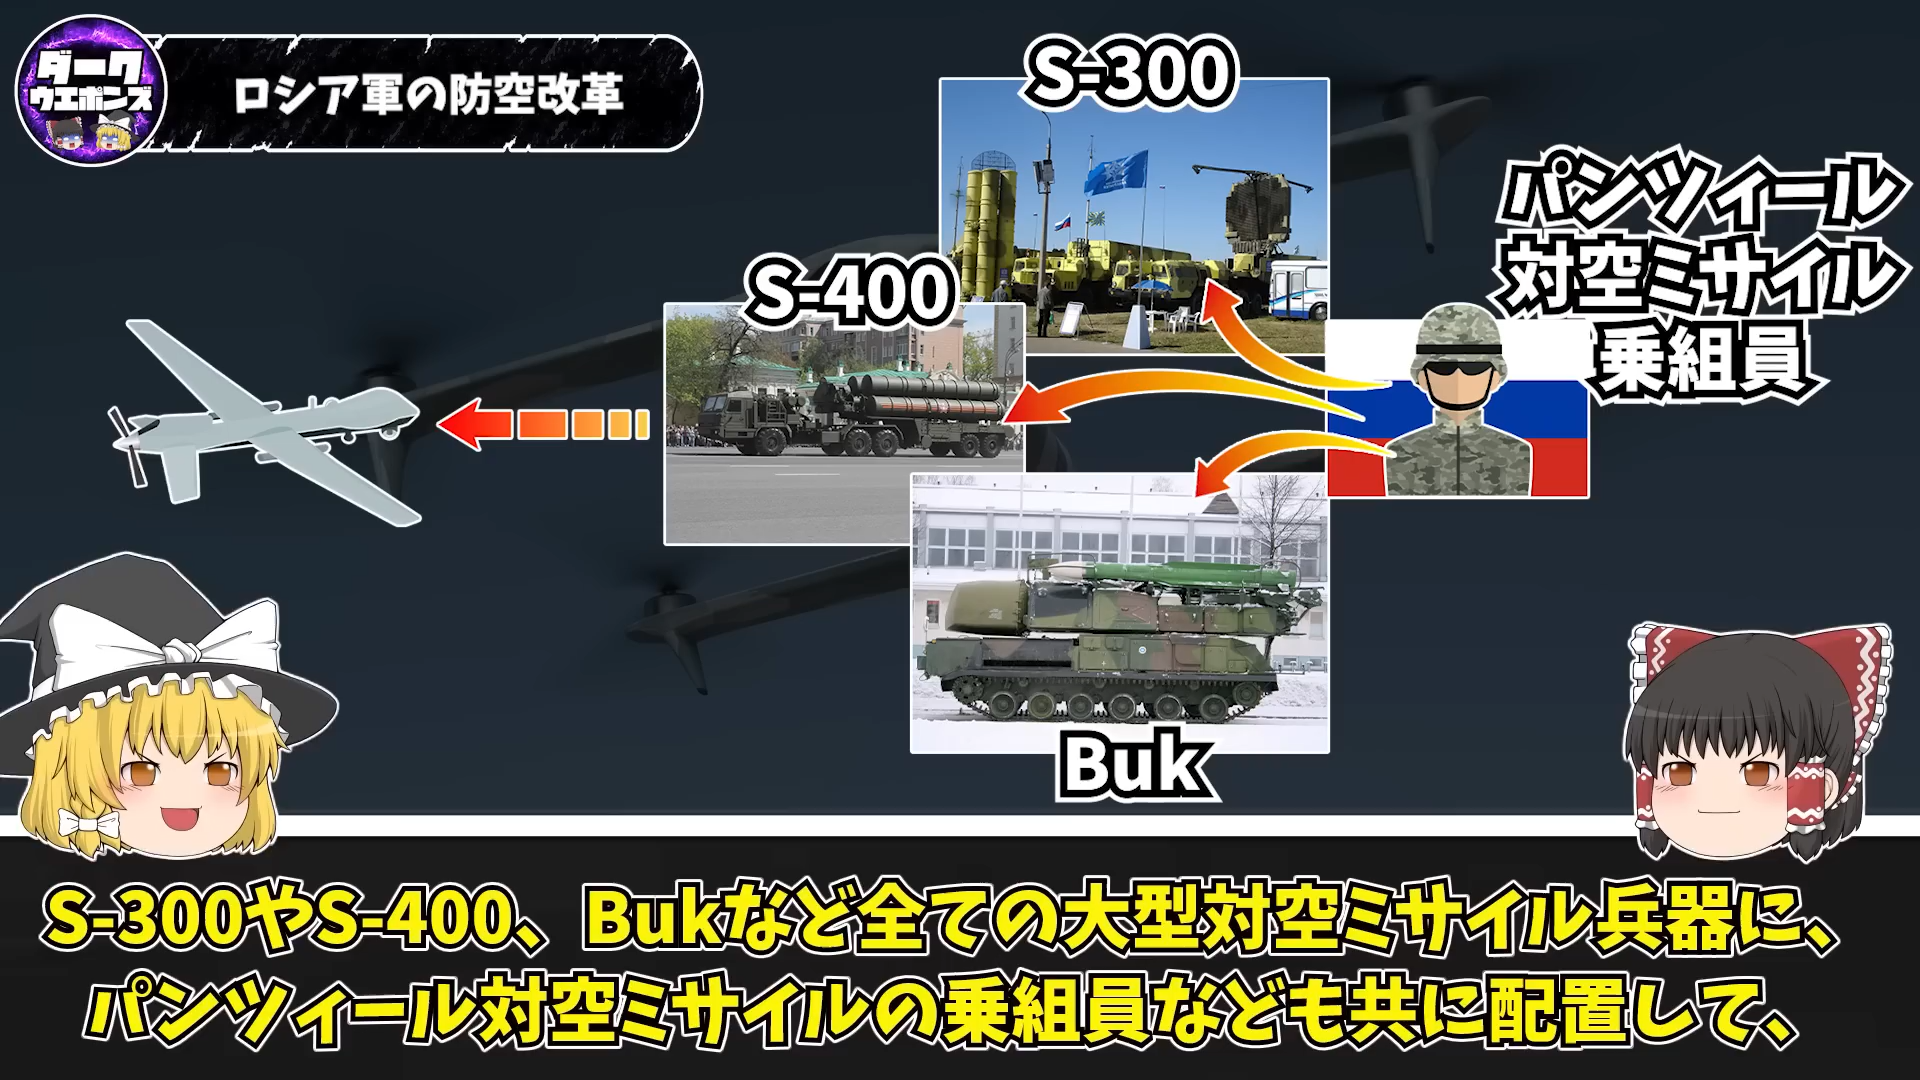 ダーク
ウエポンズ
ロシア軍の防空改革
S-300
S-400
パンツィール
対空ミサイル
乗組員
Buk
S-300やS-400、Bukなど全ての大型対空ミサイル兵器に、
パンツィール対空ミサイルの乗組員なども共に配置して、